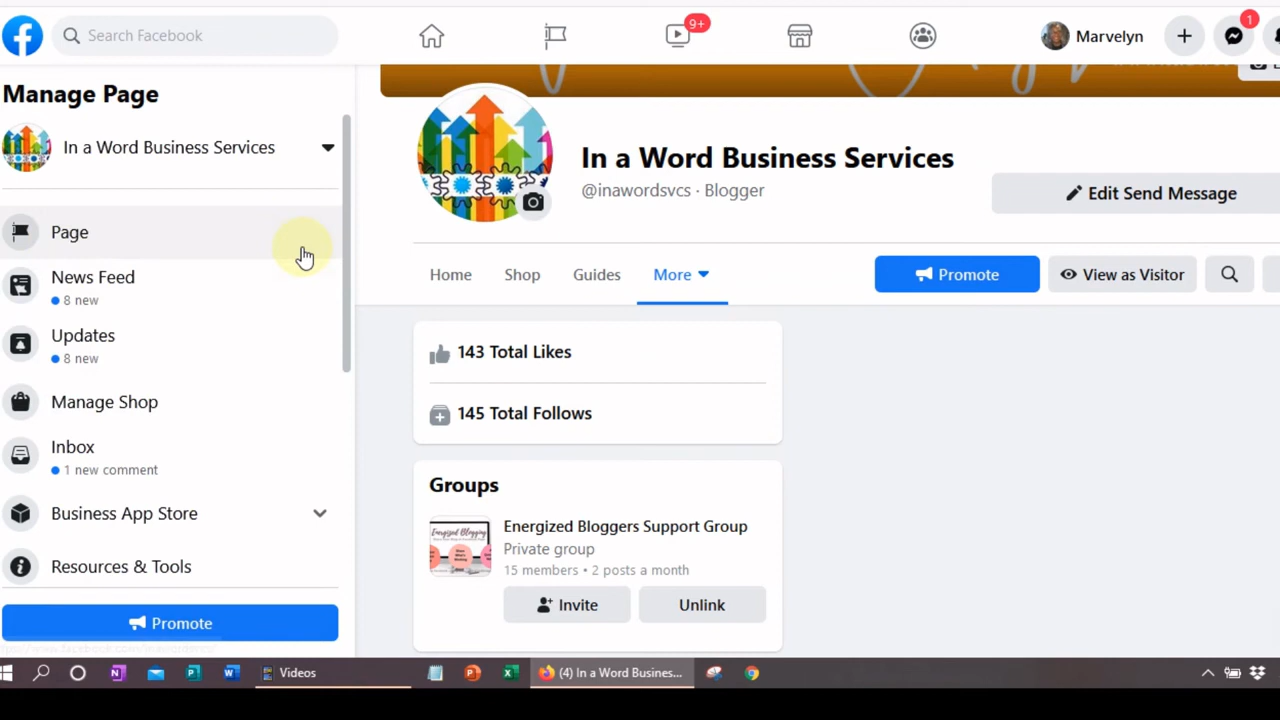 Search Facebook
9+
Marvelyn
1
Manage Page
In a Word Business Services
Page
News Feed
8 new
Updates
8 new
Manage Shop
Inbox
1 new comment
Business App Store
Resources & Tools
Promote
In a Word Business Services
@inawordsvcs · Blogger
Edit Send Message
Home Shop Guides More
Promote
View as Visitor
143 Total Likes
145 Total Follows
Groups
Energized Bloggers Support Group
Private group
15 members • 2 posts a month
Invite
Unlink
Energized Blogging
Videos
(4) In a Word Busines...